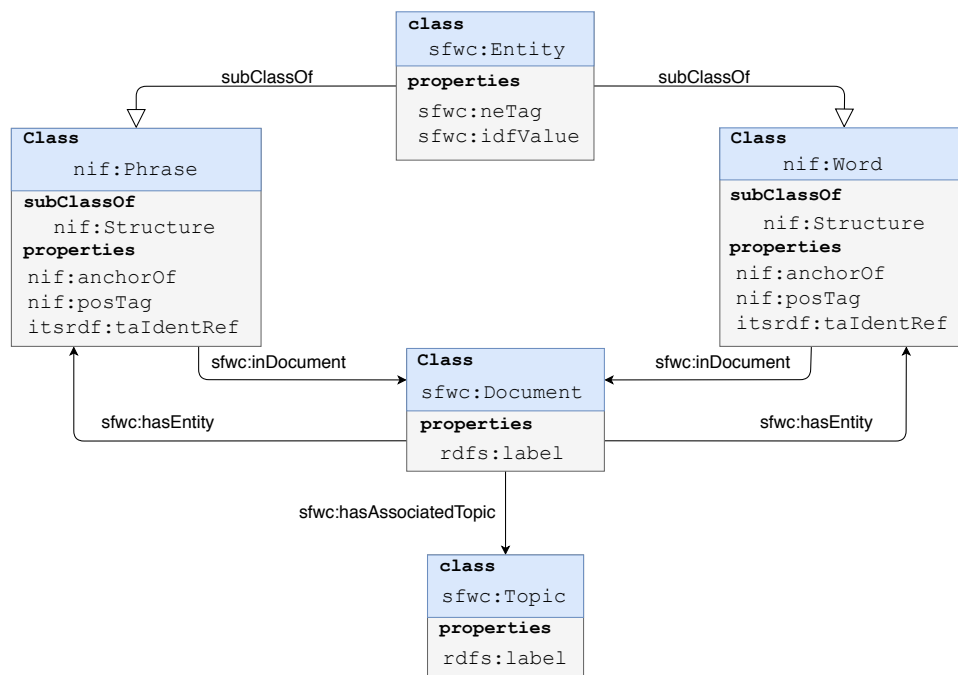 class
sfwc:Entity
properties
sfwc:neTag
sfwc:idfValue
subClassOf
subClassOf
Class
nif:Phrase
subClassOf
nif:Structure
properties
nif:anchorOf
nif:posTag
itsrdf:taIdentRef
Class
nif:Word
subClassOf
nif:Structure
properties
nif:anchorOf
nif:posTag
itsrdf:taIdentRef
sfwc:inDocument
sfwc:inDocument
Class
sfwc:Document
properties
rdfs:label
sfwc:hasEntity
sfwc:hasEntity
sfwc:hasAssociatedTopic
class
sfwc:Topic
properties
rdfs:label